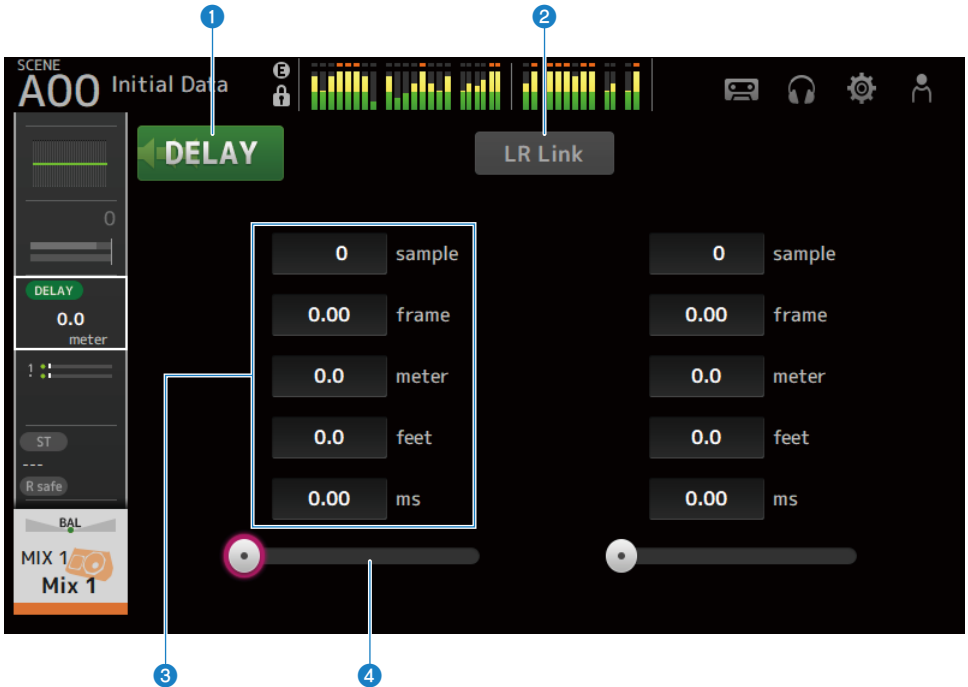 1 2
SCENE
A00 Initial Data E
DELAY LR Link
0
0 sample 0 sample
DELAY
0.0
meter
0.00 frame 0.00 frame
1
0.0 meter 0.0 meter
ST
---
R safe
0.0 feet 0.0 feet
0.00 ms 0.00 ms
BAL
MIX 1
Mix 1
3 4